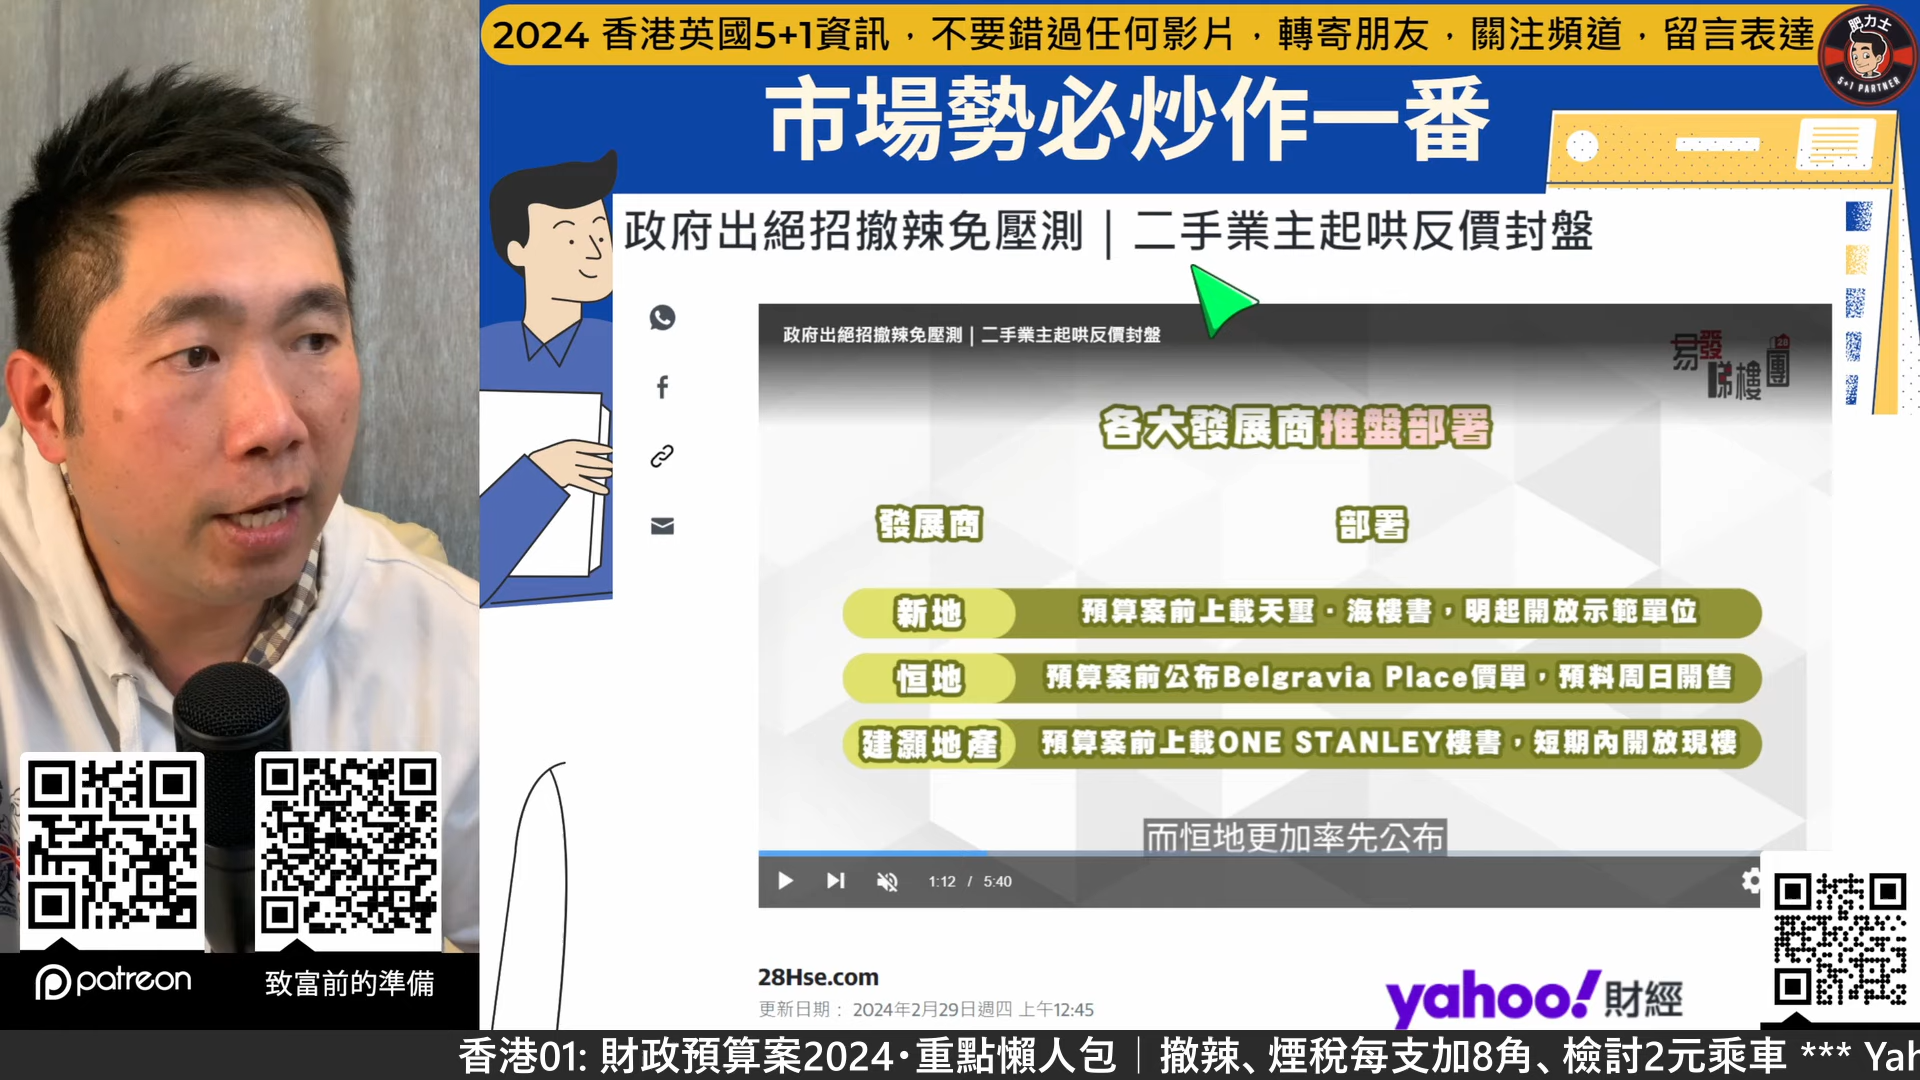 2024 香港英國5+1資訊，不要錯過任何影片，轉寄朋友，關注頻道，留言表達
肥力士
5+1 PARTNER
市場勢必炒作一番
政府出絕招撤辣免壓測｜二手業主起哄反價封盤
政府出絕招撤辣免壓測｜二手業主起哄反價封盤
易發睇樓團
28
各大發展商推盤部署
發展商 部署
新地 預算案前上載天璽．海樓書，明起開放示範單位
恒地 預算案前公布Belgravia Place價單，預料周日開售
建灝地產 預算案前上載ONE STANLEY樓書，短期內開放現樓
而恒地更加率先公布
1:12 / 5:40
28Hse.com
更新日期： 2024年2月29日週四 上午12:45
yahoo!財經
patreon
致富前的準備
香港01: 財政預算案2024‧重點懶人包｜撤辣、煙稅每支加8角、檢討2元乘車 *** Yah